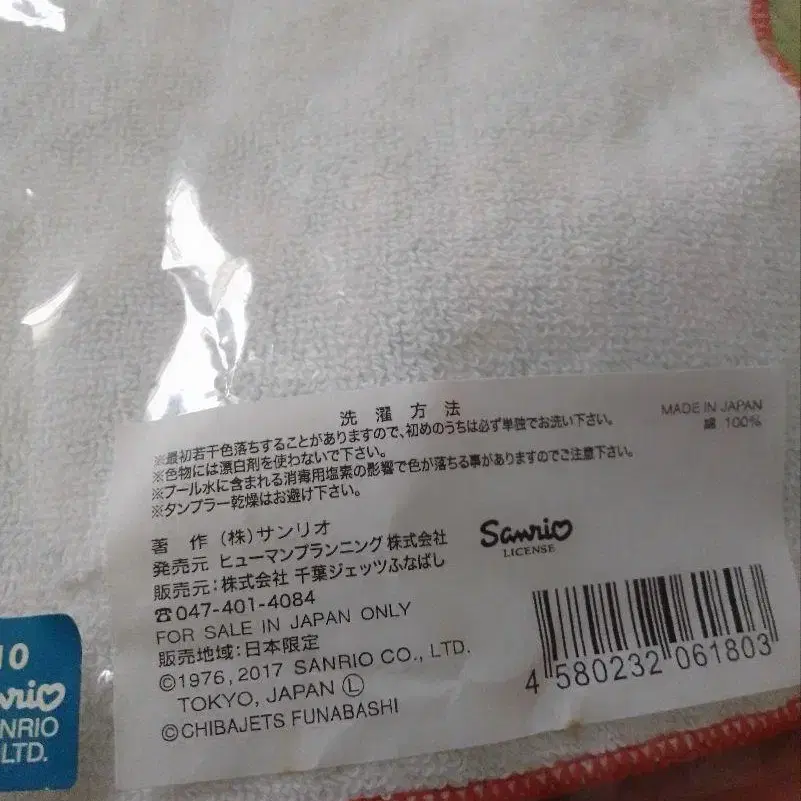 洗濯方法
MADE IN JAPAN
綿 100%
※最初若干色落ちすることがありますので、初めのうちは必ず単独でお洗い下さい。
※色物には漂白剤を使わないで下さい。
※プール水に含まれる消毒用塩素の影響で色が落ちる事がありますのでご注意下さい。
※タンブラー乾燥はお避け下さい。
著 作 (株)サンリオ
発売元 ヒューマンプランニング株式会社
販売元:株式会社 千葉ジェッツふなばし
☎047-401-4084
FOR SALE IN JAPAN ONLY
販売地域:日本限定
©1976, 2017 SANRIO CO., LTD.
TOKYO, JAPAN Ⓛ
©CHIBAJETS FUNABASHI
Sanrio
LICENSE
4 580232 061803
10
LTD.